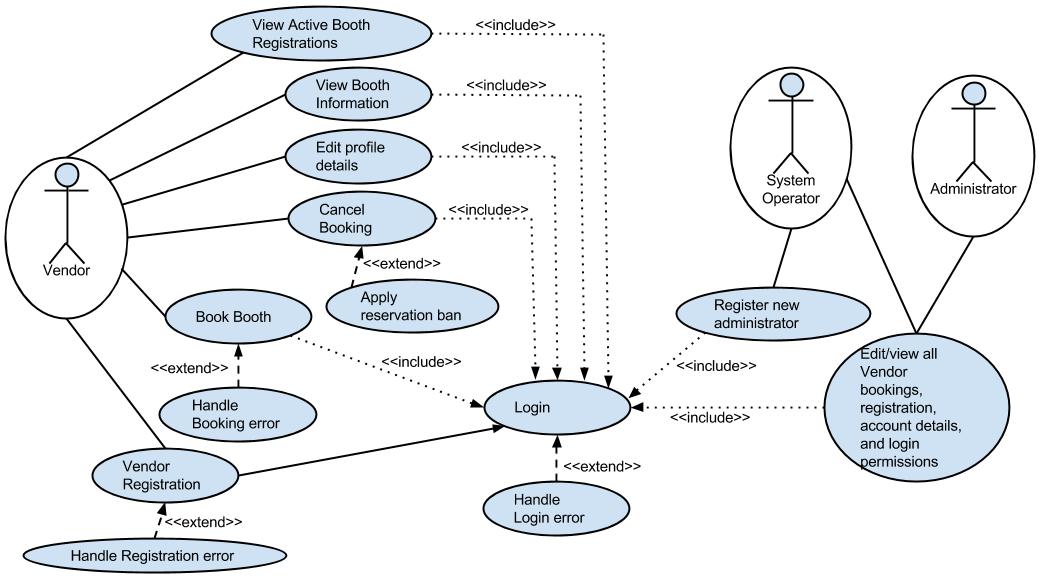 View Active Booth
Registrations
<<include>>
View Booth
Information
<<include>>
Edit profile
details
<<include>>
Cancel
Booking
<<include>>
Vendor
System
Operator
Administrator
<<extend>>
Apply
reservation ban
Book Booth
Register new
administrator
<<extend>>
<<include>>
<<include>>
Handle
Booking error
Login
<<include>>
Edit/view all
Vendor
bookings,
registration,
account details,
and login
permissions
Vendor
Registration
<<extend>>
Handle
Login error
<<extend>>
Handle Registration error